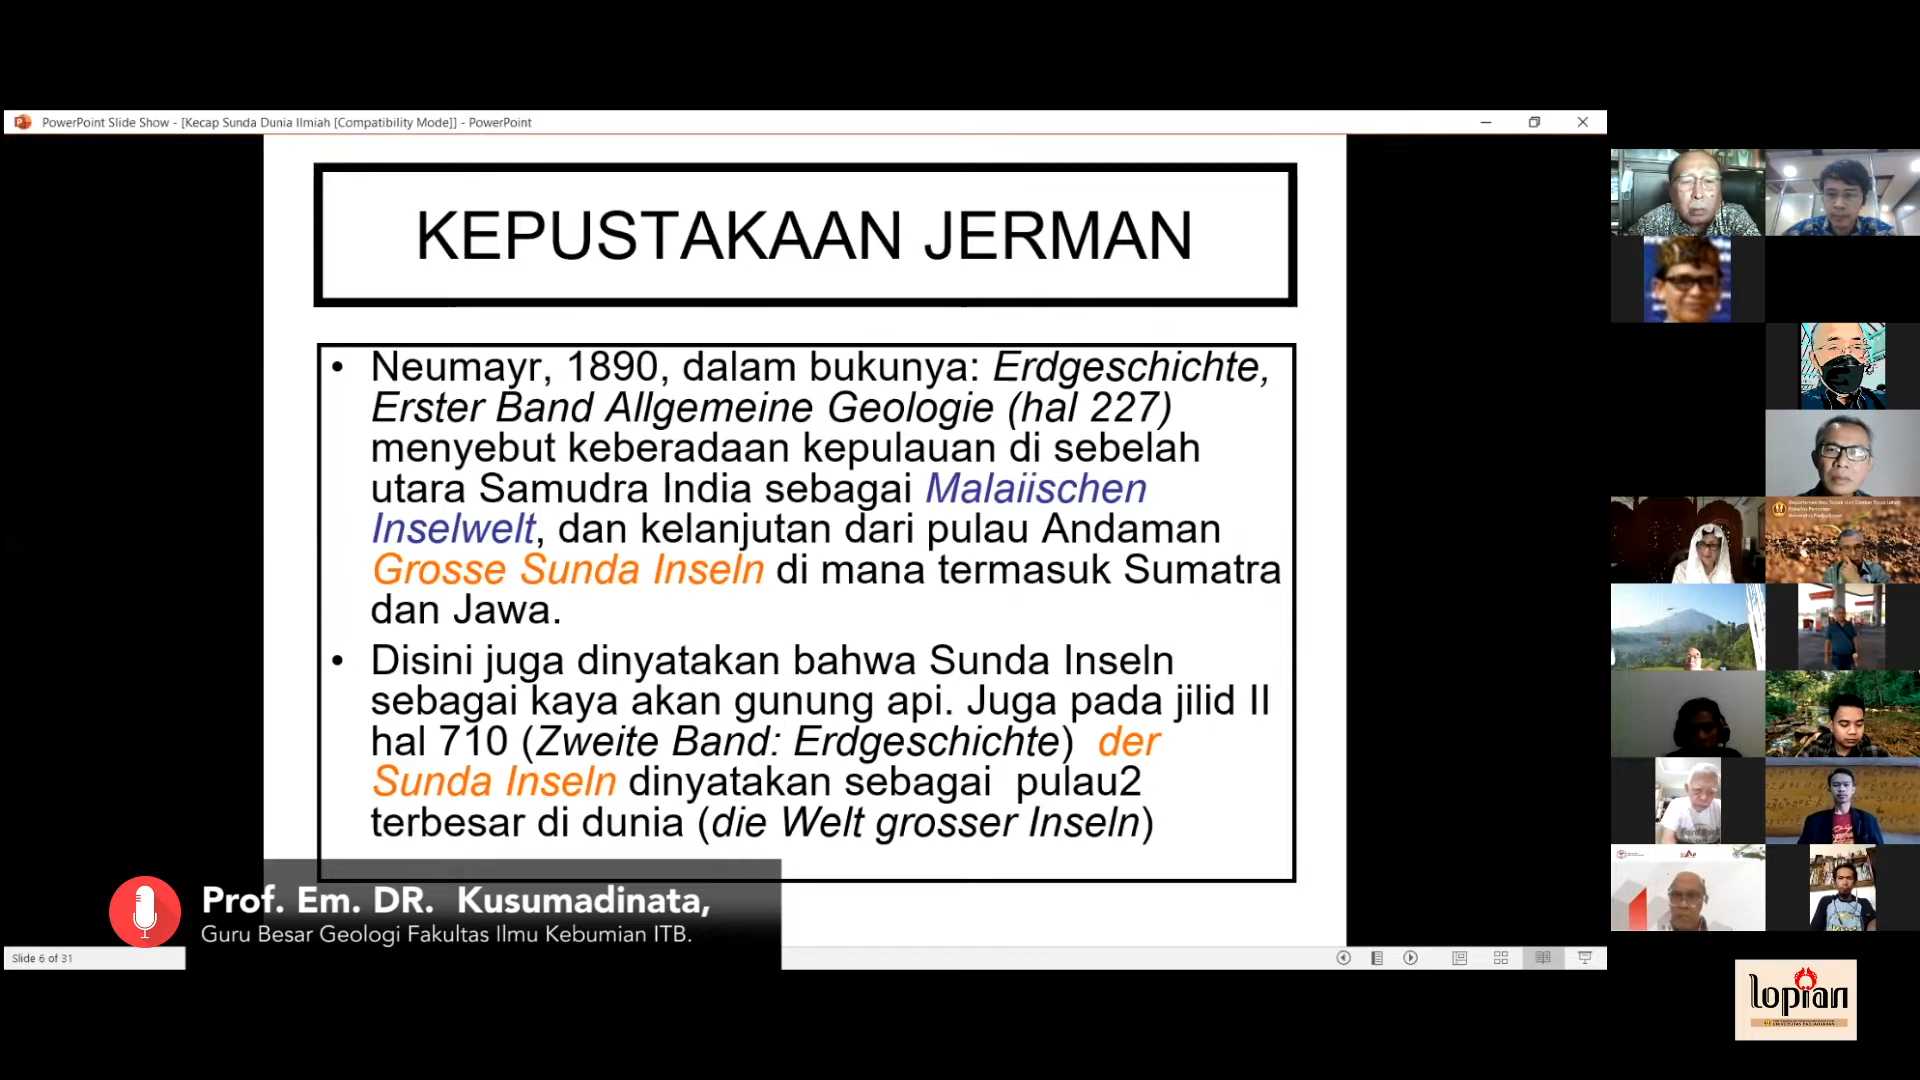 PowerPoint Slide Show - [Kecap Sunda Dunia Ilmiah [Compatibility Mode]] - PowerPoint
KEPUSTAKAAN JERMAN
• Neumayr, 1890, dalam bukunya: Erdgeschichte,
Erster Band Allgemeine Geologie (hal 227)
menyebut keberadaan kepulauan di sebelah
utara Samudra India sebagai Malaiischen
Inselwelt, dan kelanjutan dari pulau Andaman
Grosse Sunda Inseln di mana termasuk Sumatra
dan Jawa.
• Disini juga dinyatakan bahwa Sunda Inseln
sebagai kaya akan gunung api. Juga pada jilid II
hal 710 (Zweite Band: Erdgeschichte) der
Sunda Inseln dinyatakan sebagai pulau2
terbesar di dunia (die Welt grosser Inseln)
Prof. Em. DR. Kusumadinata,
Guru Besar Geologi Fakultas Ilmu Kebumian ITB.
Slide 6 of 31
lopian
UNIVERSITAS PADJADJARAN